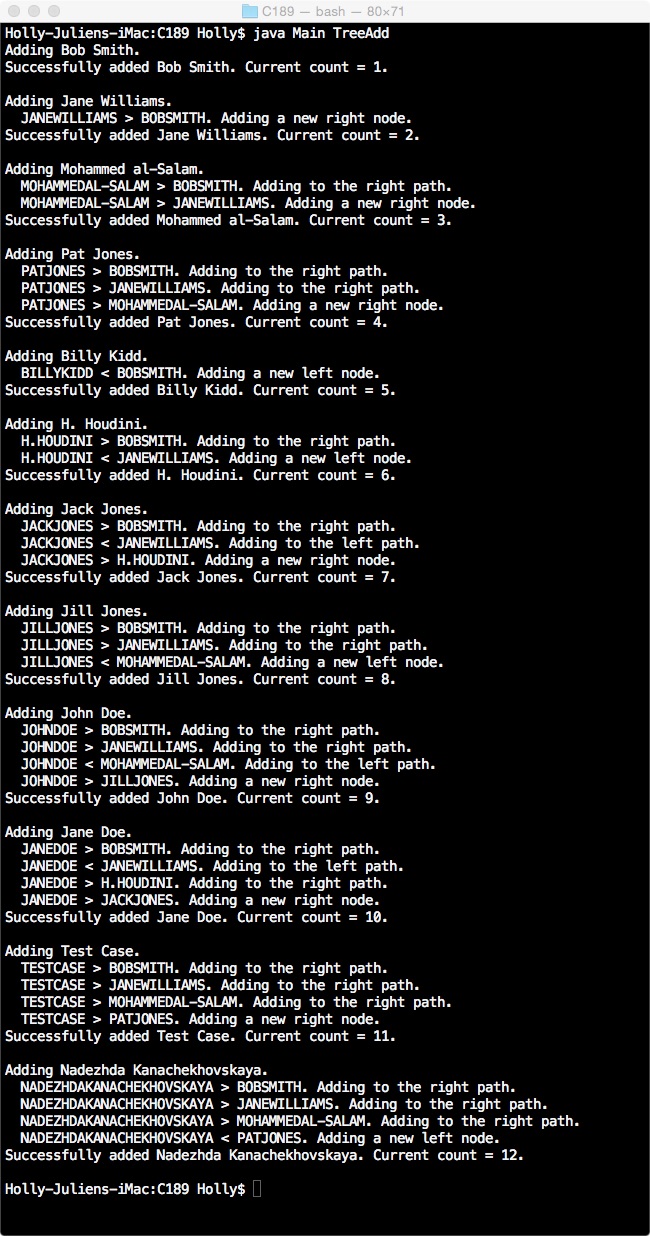 C189 — bash — 80×71
Holly-Juliens-iMac:C189 Holly$ java Main TreeAdd
Adding Bob Smith.
Successfully added Bob Smith. Current count = 1.
Adding Jane Williams.
JANEWILLIAMS > BOBSMITH. Adding a new right node.
Successfully added Jane Williams. Current count = 2.
Adding Mohammed al-Salam.
MOHAMMEDAL-SALAM > BOBSMITH. Adding to the right path.
MOHAMMEDAL-SALAM > JANEWILLIAMS. Adding a new right node.
Successfully added Mohammed al-Salam. Current count = 3.
Adding Pat Jones.
PATJONES > BOBSMITH. Adding to the right path.
PATJONES > JANEWILLIAMS. Adding to the right path.
PATJONES > MOHAMMEDAL-SALAM. Adding a new right node.
Successfully added Pat Jones. Current count = 4.
Adding Billy Kidd.
BILLYKIDD < BOBSMITH. Adding a new left node.
Successfully added Billy Kidd. Current count = 5.
Adding H. Houdini.
H.HOUDINI > BOBSMITH. Adding to the right path.
H.HOUDINI < JANEWILLIAMS. Adding a new left node.
Successfully added H. Houdini. Current count = 6.
Adding Jack Jones.
JACKJONES > BOBSMITH. Adding to the right path.
JACKJONES < JANEWILLIAMS. Adding to the left path.
JACKJONES > H.HOUDINI. Adding a new right node.
Successfully added Jack Jones. Current count = 7.
Adding Jill Jones.
JILLJONES > BOBSMITH. Adding to the right path.
JILLJONES > JANEWILLIAMS. Adding to the right path.
JILLJONES < MOHAMMEDAL-SALAM. Adding a new left node.
Successfully added Jill Jones. Current count = 8.
Adding John Doe.
JOHNDOE > BOBSMITH. Adding to the right path.
JOHNDOE > JANEWILLIAMS. Adding to the right path.
JOHNDOE < MOHAMMEDAL-SALAM. Adding to the left path.
JOHNDOE > JILLJONES. Adding a new right node.
Successfully added John Doe. Current count = 9.
Adding Jane Doe.
JANEDOE > BOBSMITH. Adding to the right path.
JANEDOE < JANEWILLIAMS. Adding to the left path.
JANEDOE > H.HOUDINI. Adding to the right path.
JANEDOE > JACKJONES. Adding a new right node.
Successfully added Jane Doe. Current count = 10.
Adding Test Case.
TESTCASE > BOBSMITH. Adding to the right path.
TESTCASE > JANEWILLIAMS. Adding to the right path.
TESTCASE > MOHAMMEDAL-SALAM. Adding to the right path.
TESTCASE > PATJONES. Adding a new right node.
Successfully added Test Case. Current count = 11.
Adding Nadezhda Kanachekhovskaya.
NADEZHDAKANACHEKHOVSKAYA > BOBSMITH. Adding to the right path.
NADEZHDAKANACHEKHOVSKAYA > JANEWILLIAMS. Adding to the right path.
NADEZHDAKANACHEKHOVSKAYA > MOHAMMEDAL-SALAM. Adding to the right path.
NADEZHDAKANACHEKHOVSKAYA < PATJONES. Adding a new left node.
Successfully added Nadezhda Kanachekhovskaya. Current count = 12.
Holly-Juliens-iMac:C189 Holly$